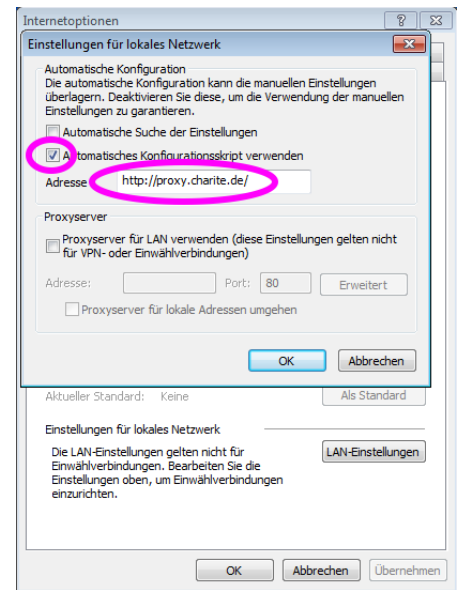 Internetoptionen
Einstellungen für lokales Netzwerk
Automatische Konfiguration
Die automatische Konfiguration kann die manuellen Einstellungen
überlagern. Deaktivieren Sie diese, um die Verwendung der manuellen
Einstellungen zu garantieren.
Automatische Suche der Einstellungen
Automatisches Konfigurationsskript verwenden
Adresse http://proxy.charite.de/
Proxyserver
Proxyserver für LAN verwenden (diese Einstellungen gelten nicht
für VPN- oder Einwählverbindungen)
Adresse: Port: 80 Erweitert
Proxyserver für lokale Adressen umgehen
OK Abbrechen
Aktueller Standard: Keine Als Standard
Einstellungen für lokales Netzwerk
Die LAN-Einstellungen gelten nicht für LAN-Einstellungen
Einwählverbindungen. Bearbeiten Sie die
Einstellungen oben, um Einwählverbindungen
einzurichten.
OK Abbrechen Übernehmen